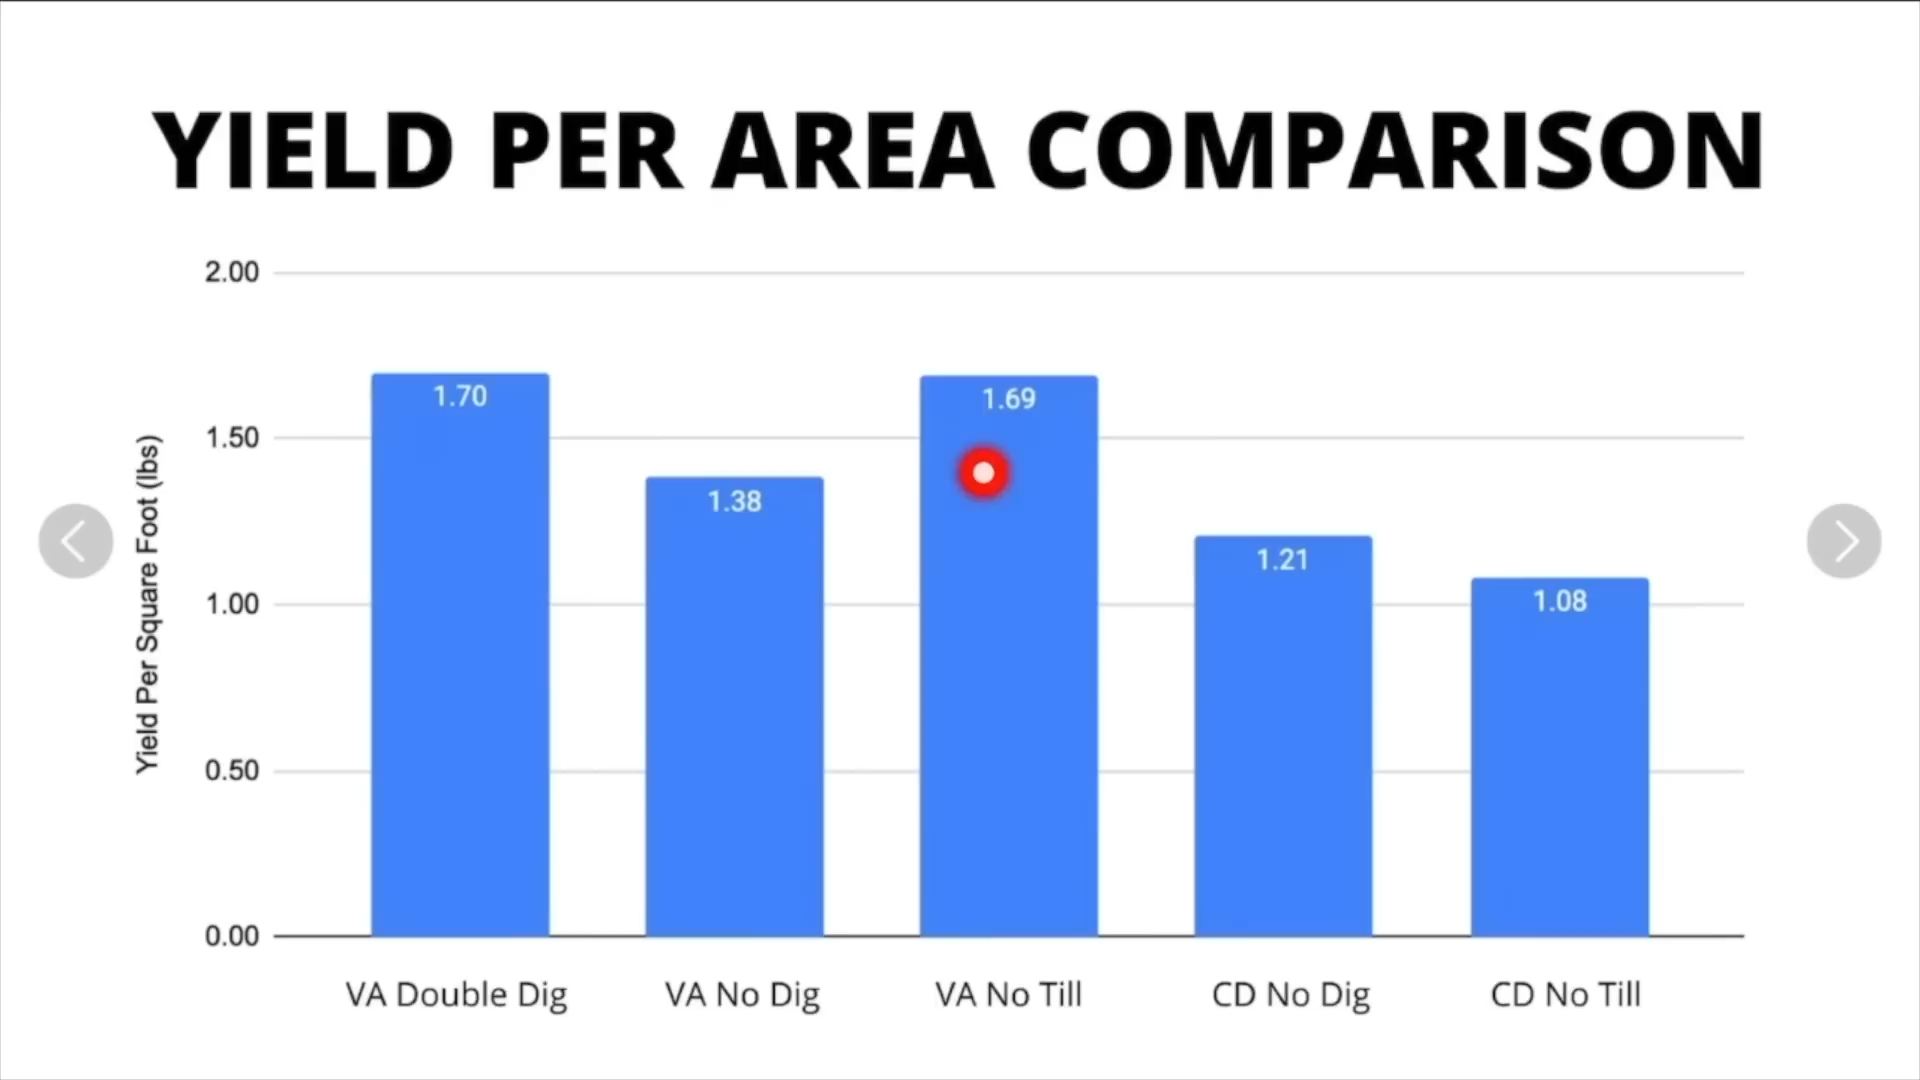 YIELD PER AREA COMPARISON
Yield Per Square Foot (lbs)
2.00
1.50
1.00
0.50
0.00
1.70
1.38
1.69
1.21
1.08
VA Double Dig
VA No Dig
VA No Till
CD No Dig
CD No Till